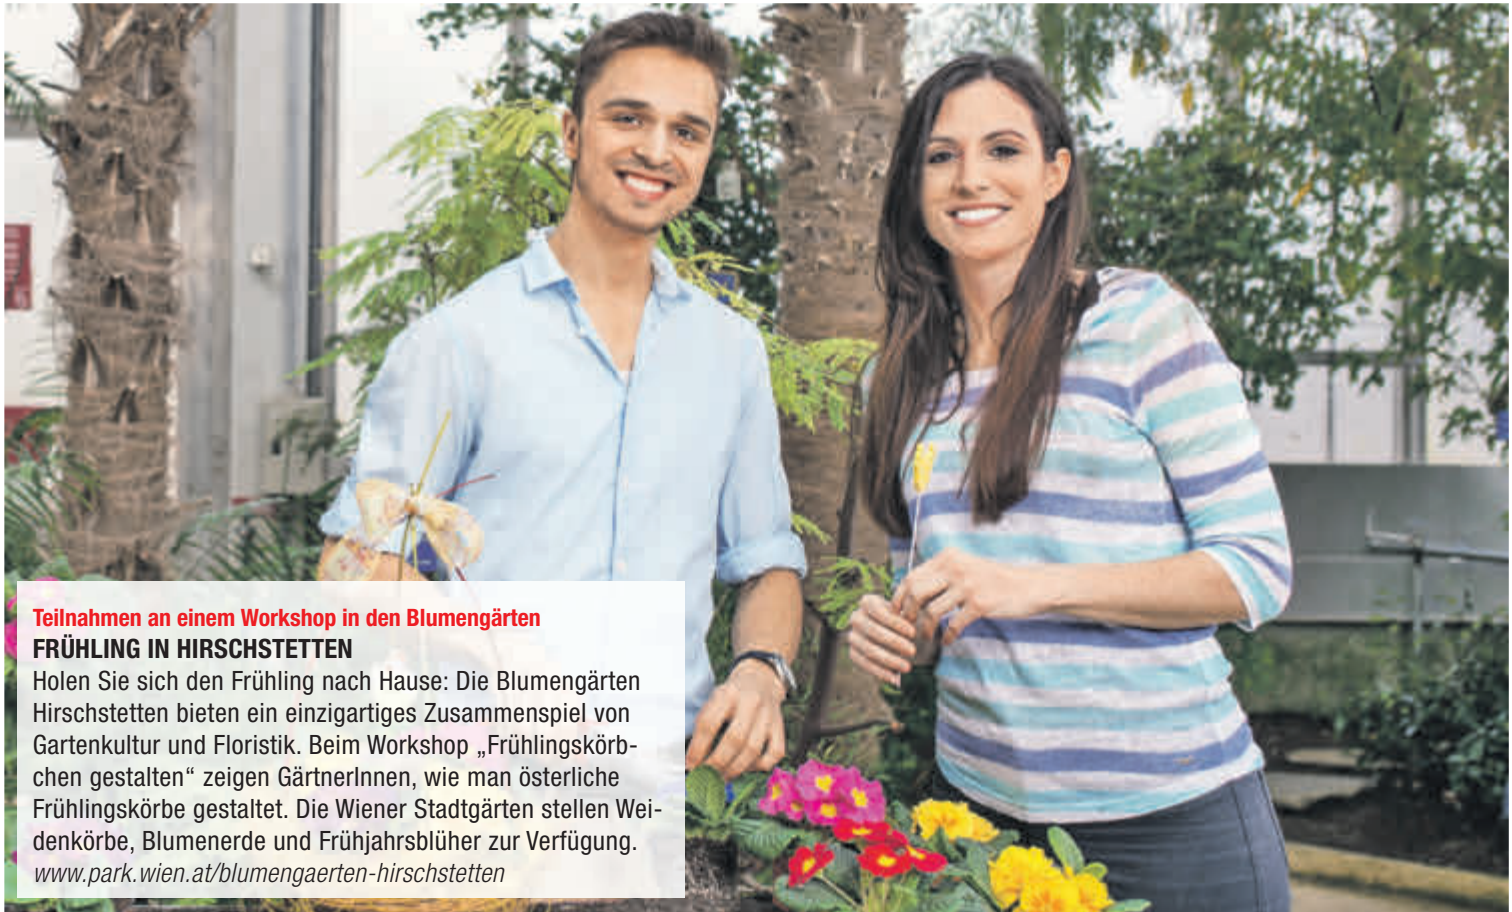 Teilnahmen an einem Workshop in den Blumengärten
FRÜHLING IN HIRSCHSTETTEN
Holen Sie sich den Frühling nach Hause: Die Blumengärten
Hirschstetten bieten ein einzigartiges Zusammenspiel von
Gartenkultur und Floristik. Beim Workshop „Frühlingskörb-
chen gestalten“ zeigen GärtnerInnen, wie man österliche
Frühlingskörbe gestaltet. Die Wiener Stadtgärten stellen Wei-
denkörbe, Blumenerde und Frühjahrsblüher zur Verfügung.
www.park.wien.at/blumengaerten-hirschstetten